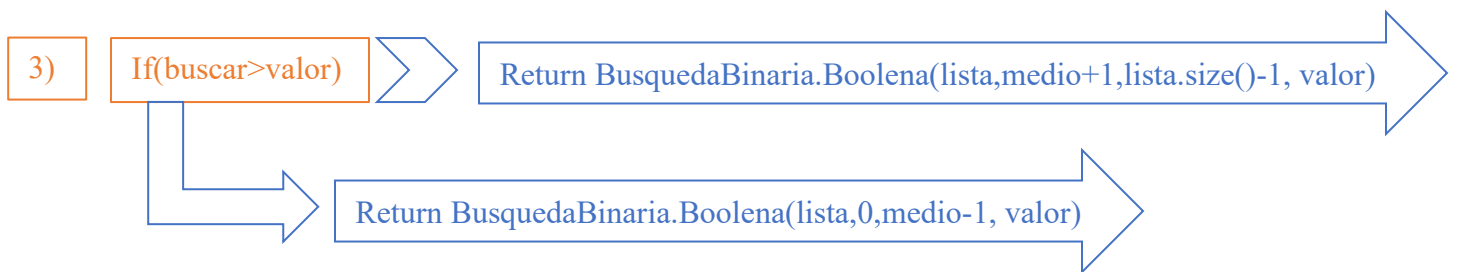 3) If(buscar>valor) Return BusquedaBinaria.Boolena(lista,medio+1,lista.size()-1, valor)
Return BusquedaBinaria.Boolena(lista,0,medio-1, valor)